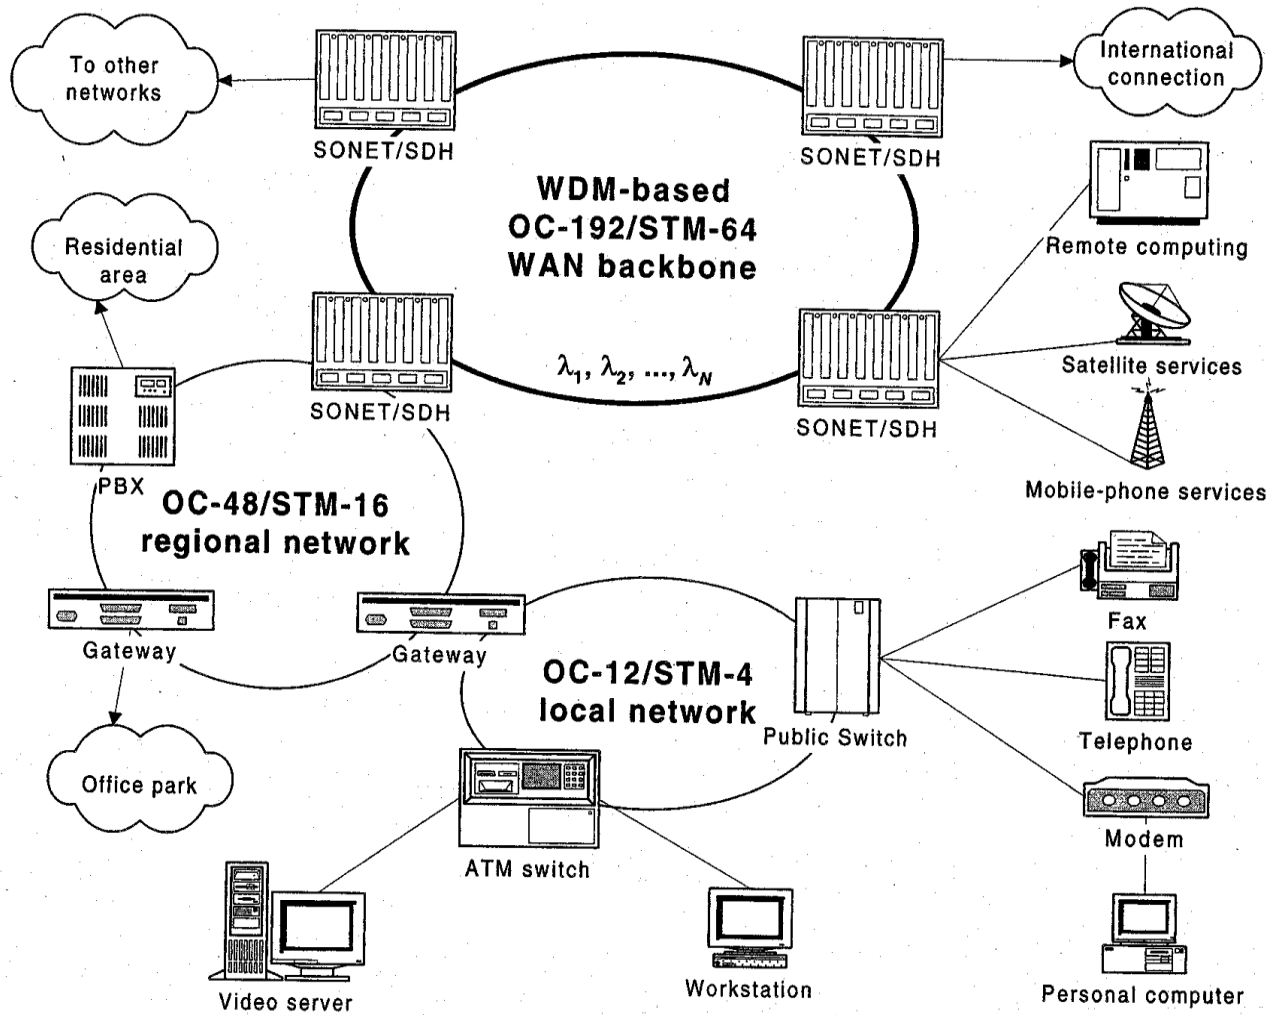 To other
networks
SONET/SDH
SONET/SDH
International
connection
WDM-based
OC-192/STM-64
WAN backbone
λ1, λ2, ..., λN
Remote computing
Residential
area
Satellite services
SONET/SDH
SONET/SDH
Mobile-phone services
PBX
OC-48/STM-16
regional network
Fax
Gateway
Gateway
OC-12/STM-4
local network
Public Switch
Telephone
Office park
Modem
ATM switch
Video server
Workstation
Personal computer